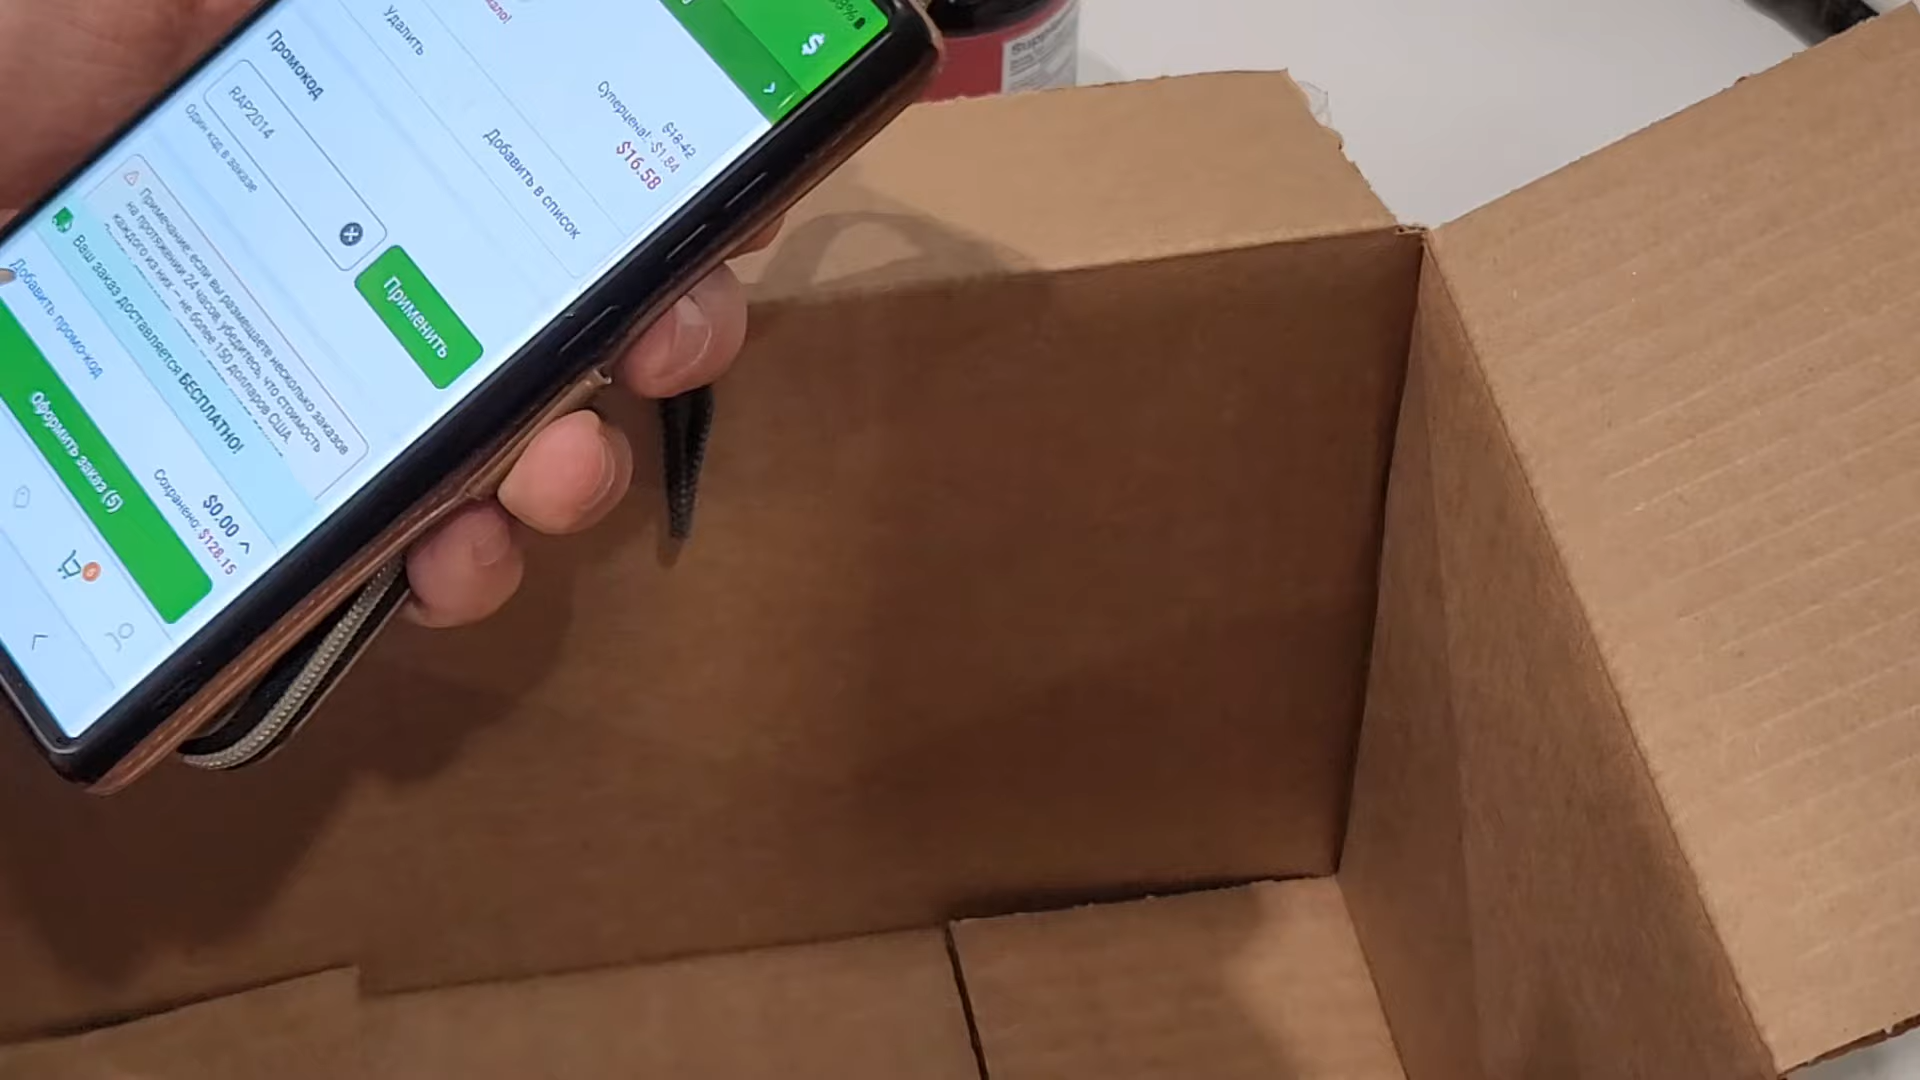 38%
$
$18.42
Суперцена!: -$1.84
$16.58
Удалить
Добавить в список
Промокод
RAP2014
Один код в заказе
Применить
Примечание: если вы размещаете несколько заказов
на протяжении 24 часов, убедитесь, что стоимость
каждого из них – не более 150 долларов США.
Ваш заказ доставляется БЕСПЛАТНО!
Добавить промо-код
$0.00
Сохранено: $128.15
Оформить заказ (5)